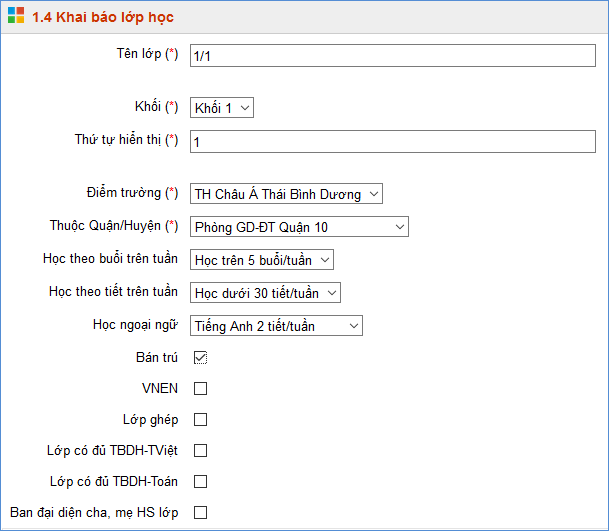 1.4 Khai báo lớp học
Tên lớp (*) 1/1
Khối (*) Khối 1
Thứ tự hiển thị (*) 1
Điểm trường (*) TH Châu Á Thái Bình Dương
Thuộc Quận/Huyện (*) Phòng GD-ĐT Quận 10
Học theo buổi trên tuần Học trên 5 buổi/tuần
Học theo tiết trên tuần Học dưới 30 tiết/tuần
Học ngoại ngữ Tiếng Anh 2 tiết/tuần
Bán trú
VNEN
Lớp ghép
Lớp có đủ TBDH-TViệt
Lớp có đủ TBDH-Toán
Ban đại diện cha, mẹ HS lớp